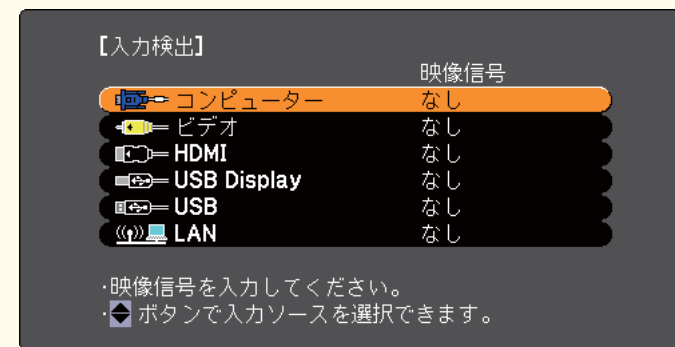 【入力検出】
映像信号
コンピューター なし
ビデオ なし
HDMI なし
USB Display なし
USB なし
LAN なし
・映像信号を入力してください。
・ボタンで入力ソースを選択できます。